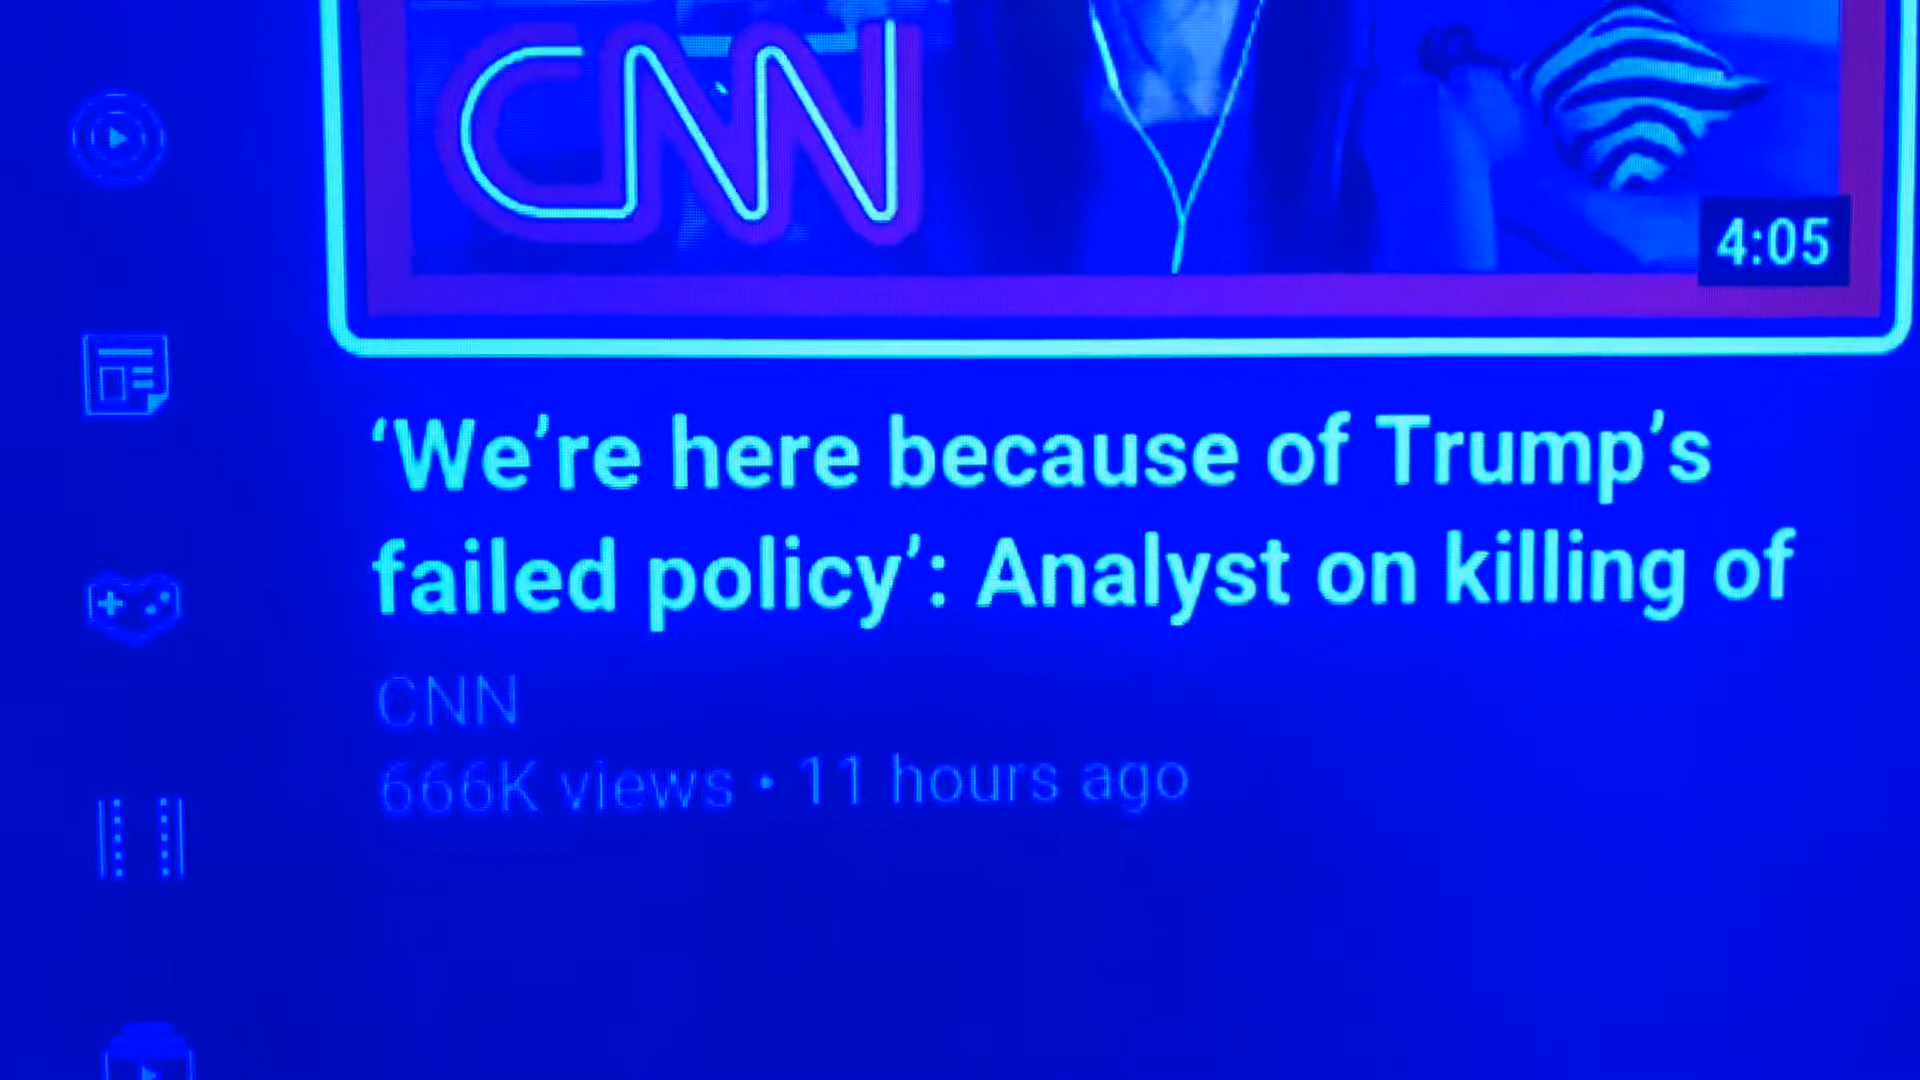 CNN
4:05
‘We’re here because of Trump’s
failed policy’: Analyst on killing of
CNN
666K views • 11 hours ago